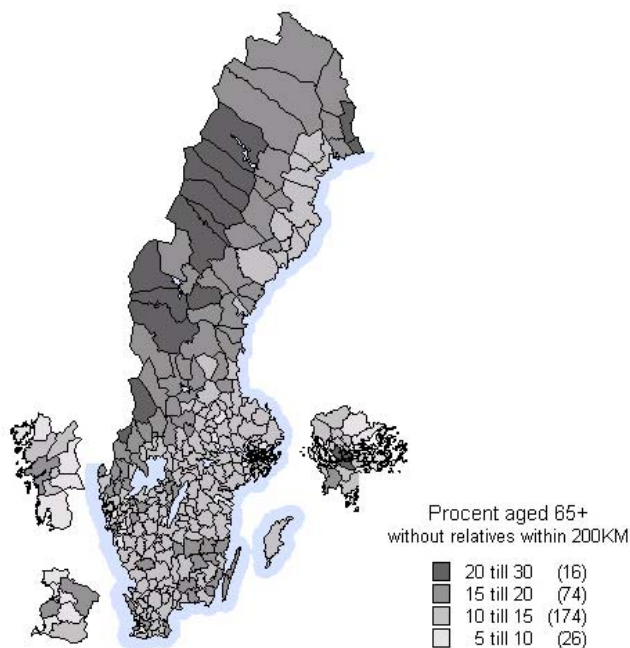 Procent aged 65+
without relatives within 200KM
20 till 30 (16)
15 till 20 (74)
10 till 15 (174)
5 till 10 (26)